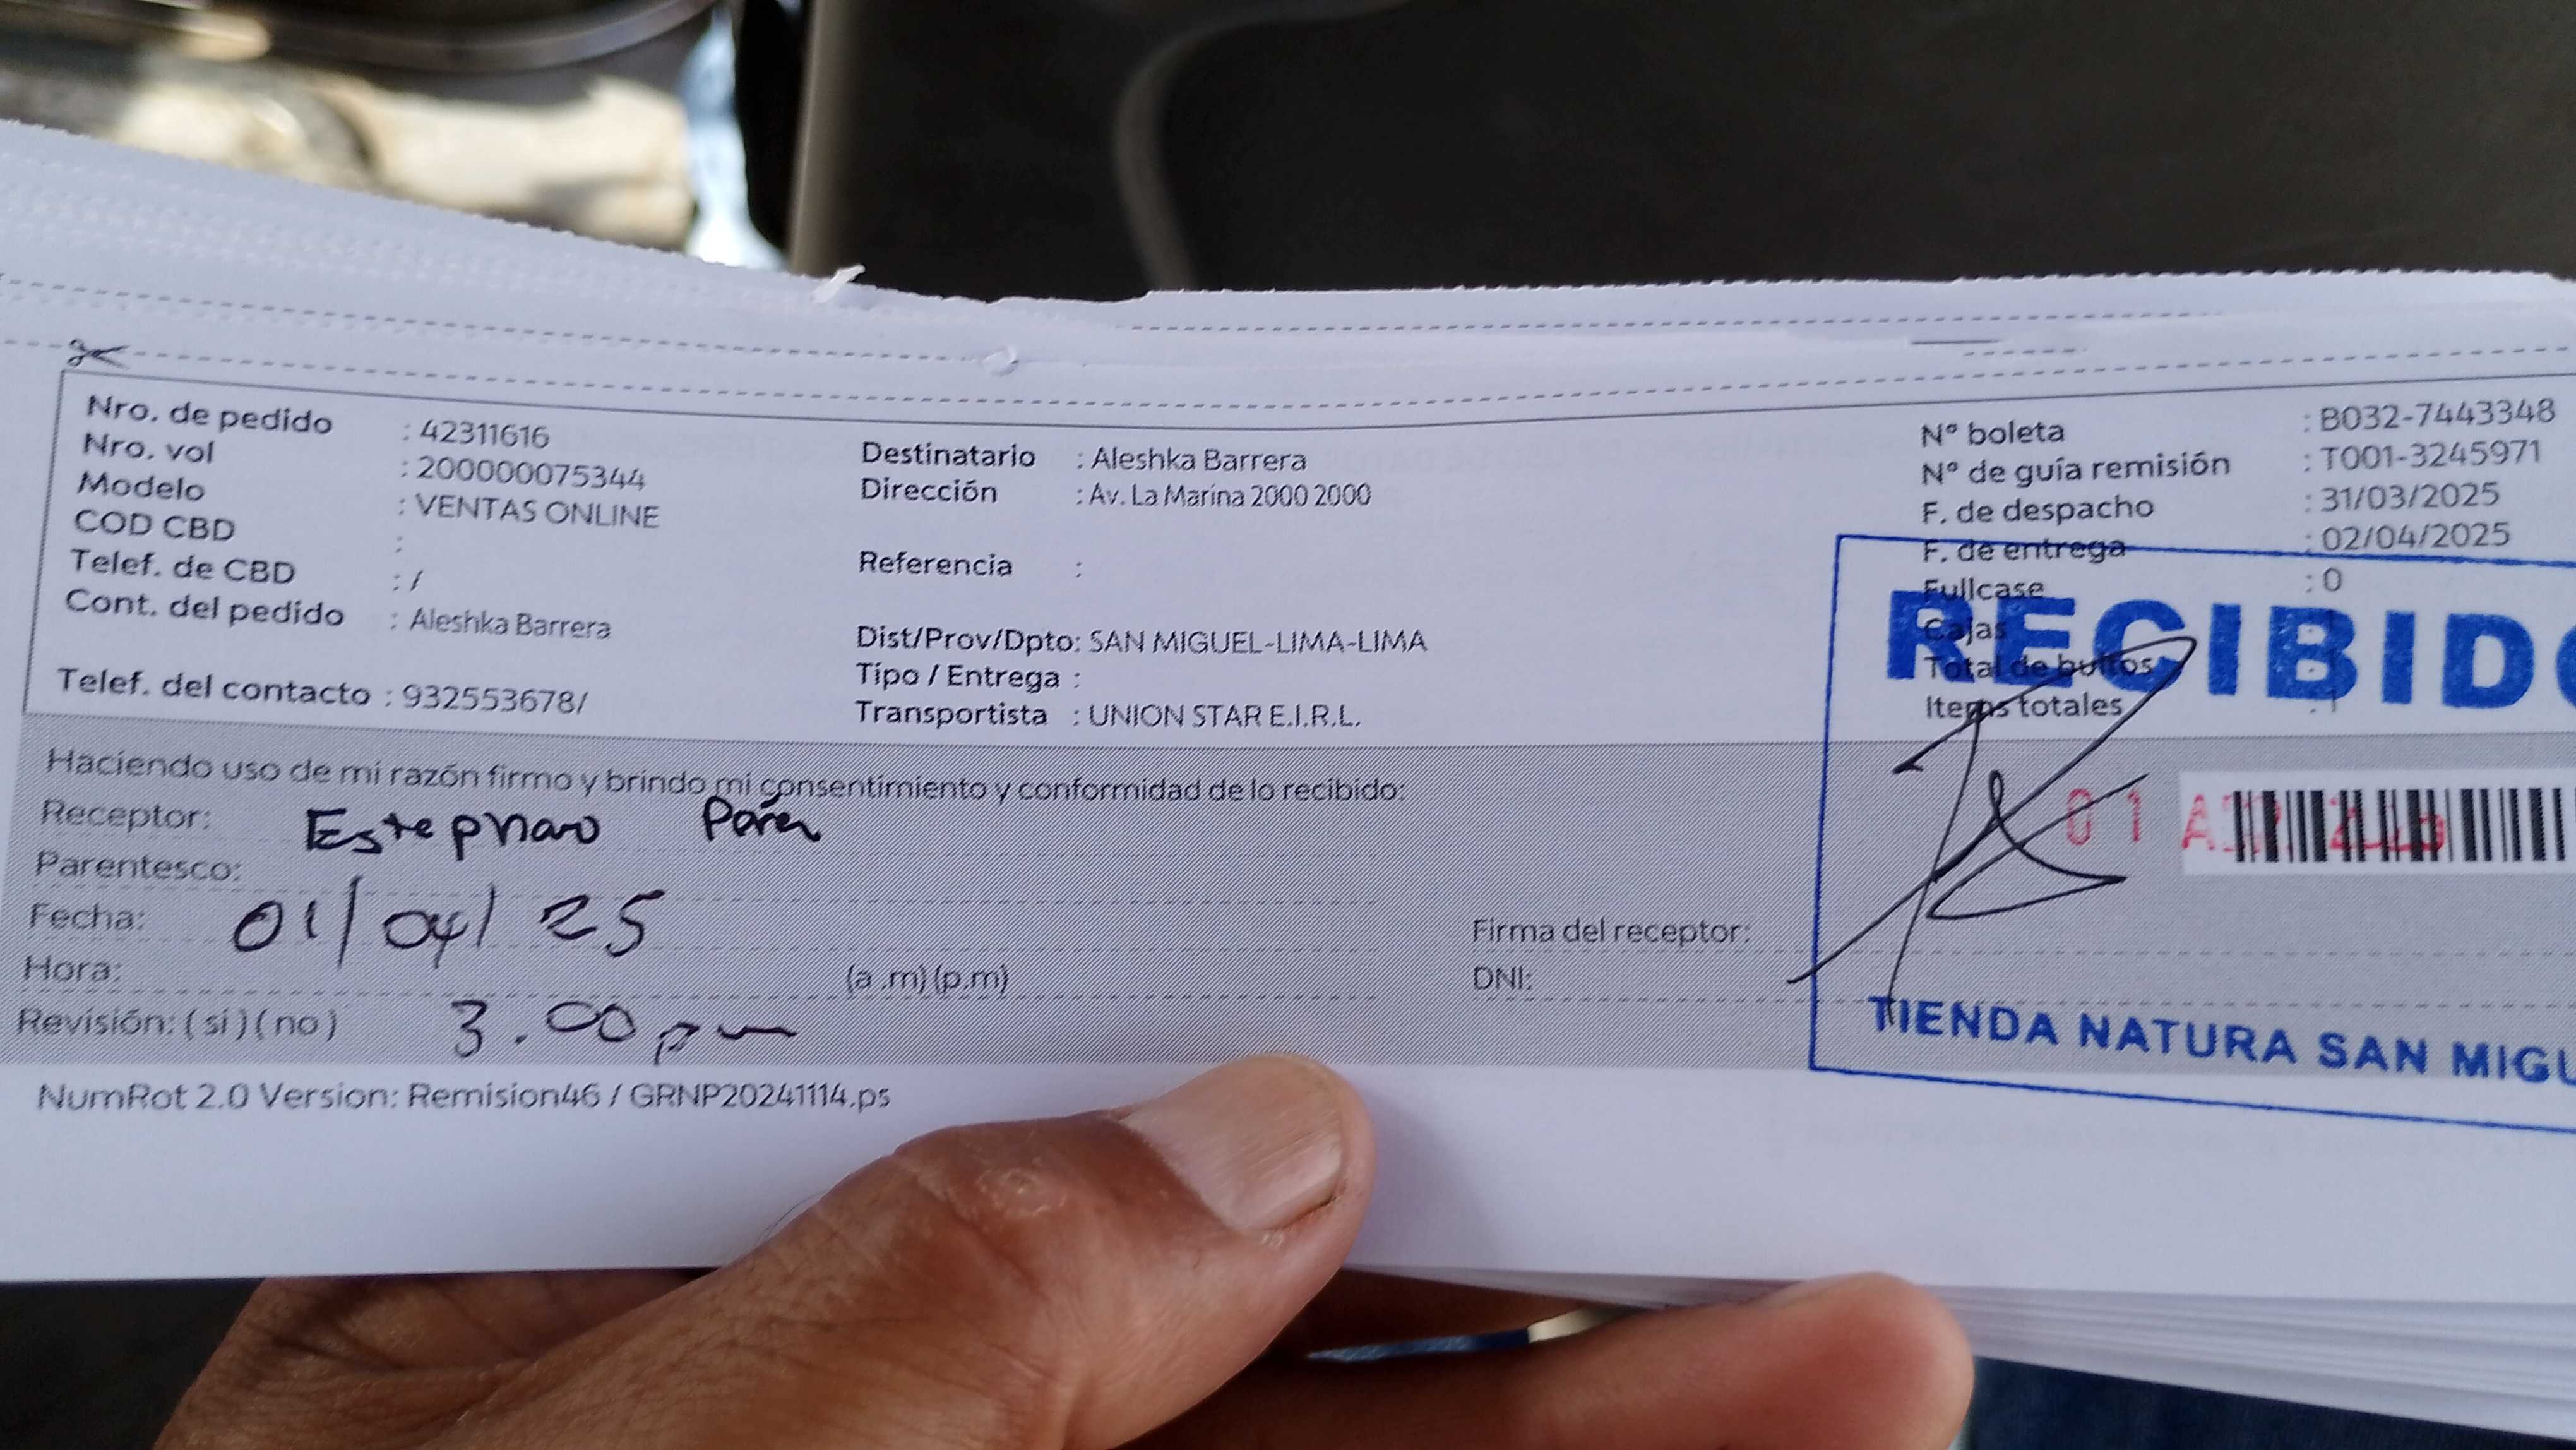 Nro. de pedido : 42311616
Nro. vol : 200000075344
Modelo : VENTAS ONLINE
COD CBD :
Telef. de CBD : /
Cont. del pedido : Aleshka Barrera
Telef. del contacto : 932553678/
Destinatario : Aleshka Barrera
Dirección : Av. La Marina 2000 2000
Referencia :
Dist/Prov/Dpto: SAN MIGUEL-LIMA-LIMA
Tipo / Entrega :
Transportista : UNION STAR E.I.R.L.
Nº boleta : B032-7443348
Nº de guía remisión : T001-3245971
F. de despacho : 31/03/2025
F. de entrega : 02/04/2025
Fullcase : 0
Cajas
Total de bultos
Items totales : 1
RECIBIDO
Haciendo uso de mi razón firmo y brindo mi consentimiento y conformidad de lo recibido:
Receptor:
Parentesco:
Fecha: 01/04/25
Hora: (a .m) (p.m)
Revisión: ( si ) ( no ) 3.00 pm
Firma del receptor:
DNI:
01
TIENDA NATURA SAN MIGU
NumRot 2.0 Version: Remision46 / GRNP20241114.ps